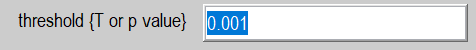 threshold {T or p value} 0.001